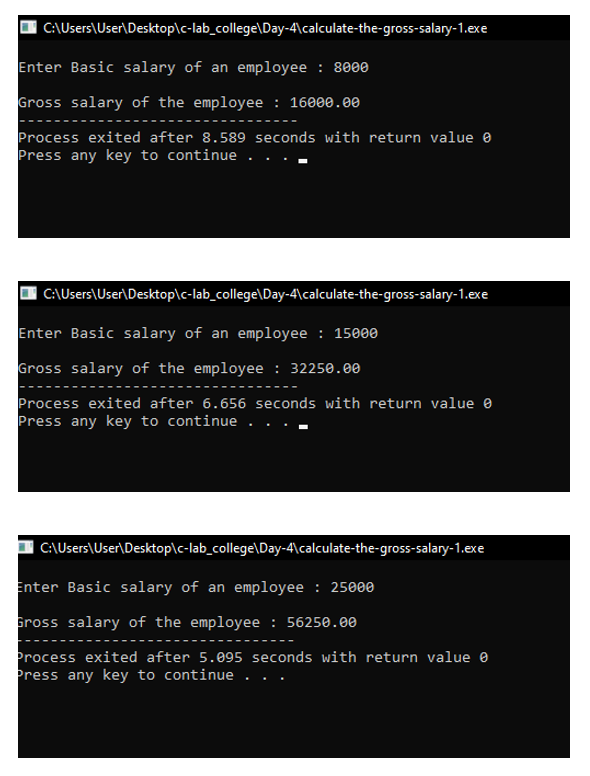 C:\Users\User\Desktop\c-lab_college\Day-4\calculate-the-gross-salary-1.exe
Enter Basic salary of an employee : 8000
Gross salary of the employee : 16000.00
--------------------------------
Process exited after 8.589 seconds with return value 0
Press any key to continue . . .
C:\Users\User\Desktop\c-lab_college\Day-4\calculate-the-gross-salary-1.exe
Enter Basic salary of an employee : 15000
Gross salary of the employee : 32250.00
--------------------------------
Process exited after 6.656 seconds with return value 0
Press any key to continue . . .
C:\Users\User\Desktop\c-lab_college\Day-4\calculate-the-gross-salary-1.exe
Enter Basic salary of an employee : 25000
Gross salary of the employee : 56250.00
--------------------------------
Process exited after 5.095 seconds with return value 0
Press any key to continue . . .